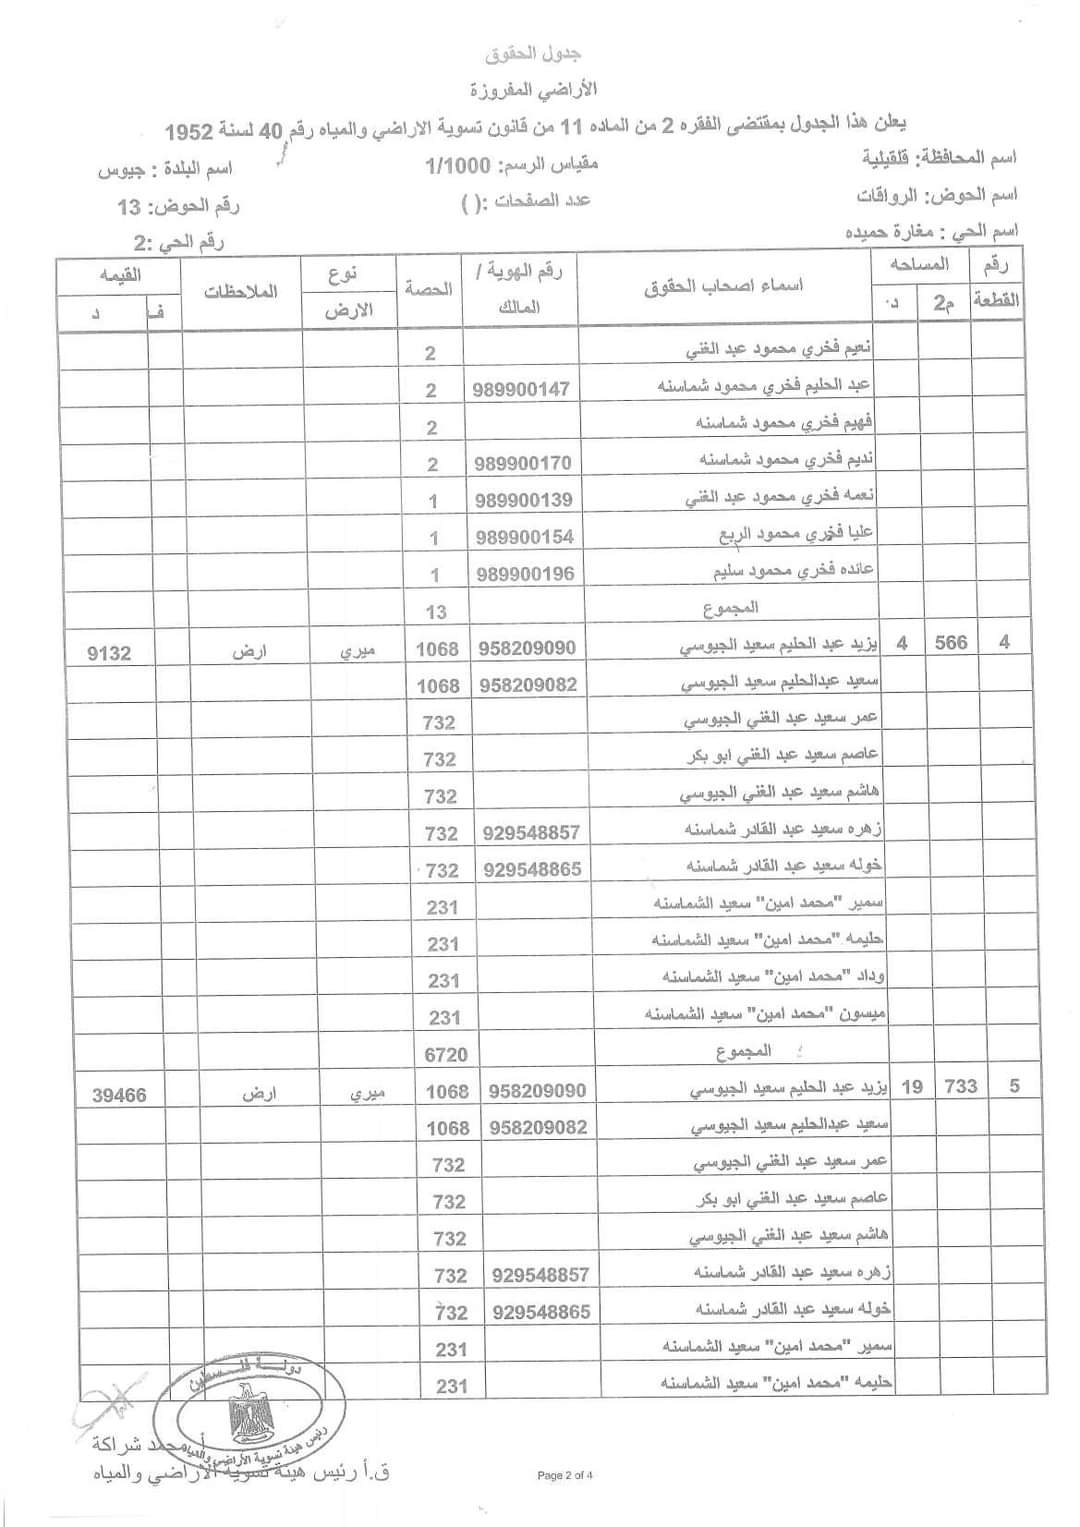 جدول الحقوق
الأراضي المفروزة
يعلن هذا الجدول بمقتضى الفقره 2 من الماده 11 من قانون تسوية الاراضي والمياه رقم 40 لسنة 1952
اسم المحافظة: قلقيلية مقياس الرسم: 1/1000 اسم البلدة : جيوس
اسم الحوض: الرواقات عدد الصفحات :( ) رقم الحوض: 13
اسم الحي : مغارة حميده رقم الحي :2
رقم القطعة المساحه م2 د. اسماء اصحاب الحقوق رقم الهوية / المالك الحصة نوع الارض الملاحظات القيمه ف د
نعيم فخري محمود عبد الغني 2
عبد الحليم فخري محمود شماسنه 989900147 2
فهيم فخري محمود شماسنه 2
نديم فخري محمود شماسنه 989900170 2
نعمه فخري محمود عبد الغني 989900139 1
عليا فخري محمود الربع 989900154 1
عائده فخري محمود سليم 989900196 1
المجموع 13
4 566 4 يزيد عبد الحليم سعيد الجيوسي 958209090 1068 ميري ارض 9132
سعيد عبدالحليم سعيد الجيوسي 958209082 1068
عمر سعيد عبد الغني الجيوسي 732
عاصم سعيد عبد الغني ابو بكر 732
هاشم سعيد عبد الغني الجيوسي 732
زهره سعيد عبد القادر شماسنه 929548857 732
خوله سعيد عبد القادر شماسنه 929548865 732
سمير "محمد امين" سعيد الشماسنه 231
حليمه "محمد امين" سعيد الشماسنه 231
وداد "محمد امين" سعيد الشماسنه 231
ميسون "محمد امين" سعيد الشماسنه 231
المجموع 6720
5 733 19 يزيد عبد الحليم سعيد الجيوسي 958209090 1068 ميري ارض 39466
سعيد عبدالحليم سعيد الجيوسي 958209082 1068
عمر سعيد عبد الغني الجيوسي 732
عاصم سعيد عبد الغني ابو بكر 732
هاشم سعيد عبد الغني الجيوسي 732
زهره سعيد عبد القادر شماسنه 929548857 732
خوله سعيد عبد القادر شماسنه 929548865 732
سمير "محمد امين" سعيد الشماسنه 231
حليمه "محمد امين" سعيد الشماسنه 231
دولة فلسطين
رئيس هيئة تسوية الأراضي والمياه
أ. محمد شراكة
ق.أ رئيس هيئة تسوية الأراضي والمياه
Page 2 of 4